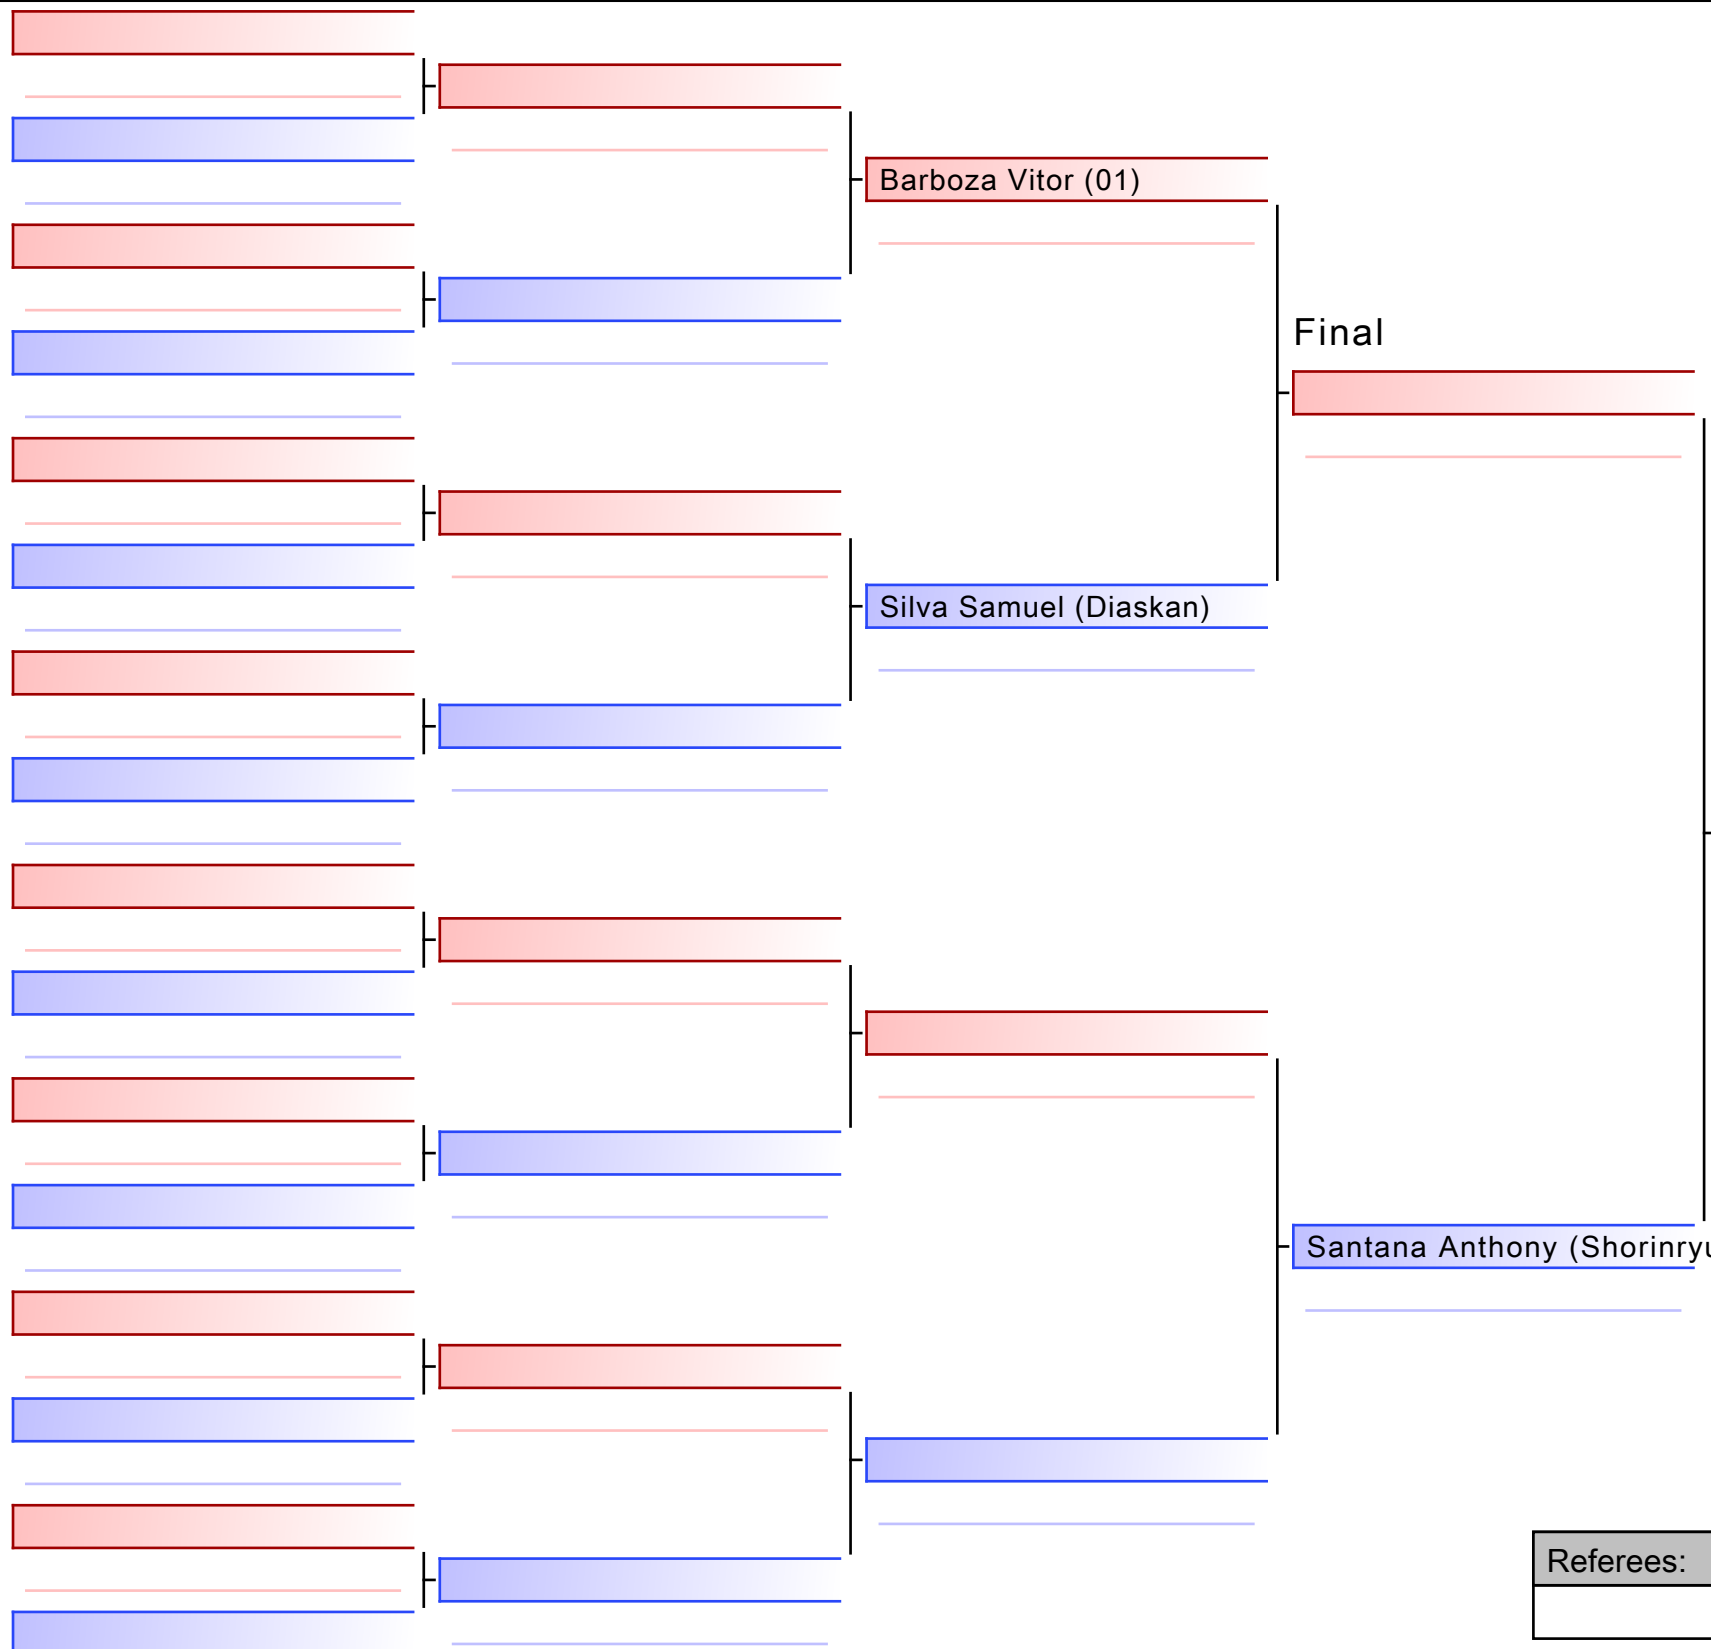 Barboza Vitor (01)
Final
Silva Samuel (Diaskan)
Santana Anthony (Shorinryu
Referees: